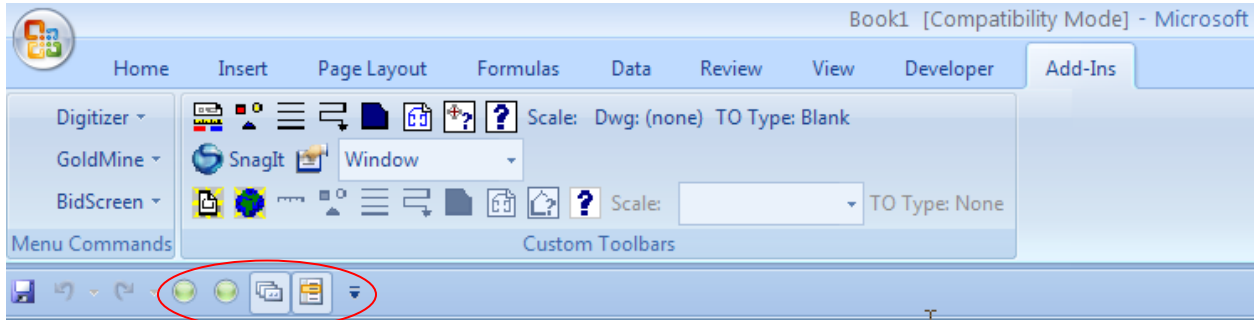 Book1 [Compatibility Mode] - Microsoft
Home Insert Page Layout Formulas Data Review View Developer Add-Ins
Digitizer Scale: Dwg: (none) TO Type: Blank
GoldMine SnagIt Window
BidScreen Scale: TO Type: None
Menu Commands Custom Toolbars